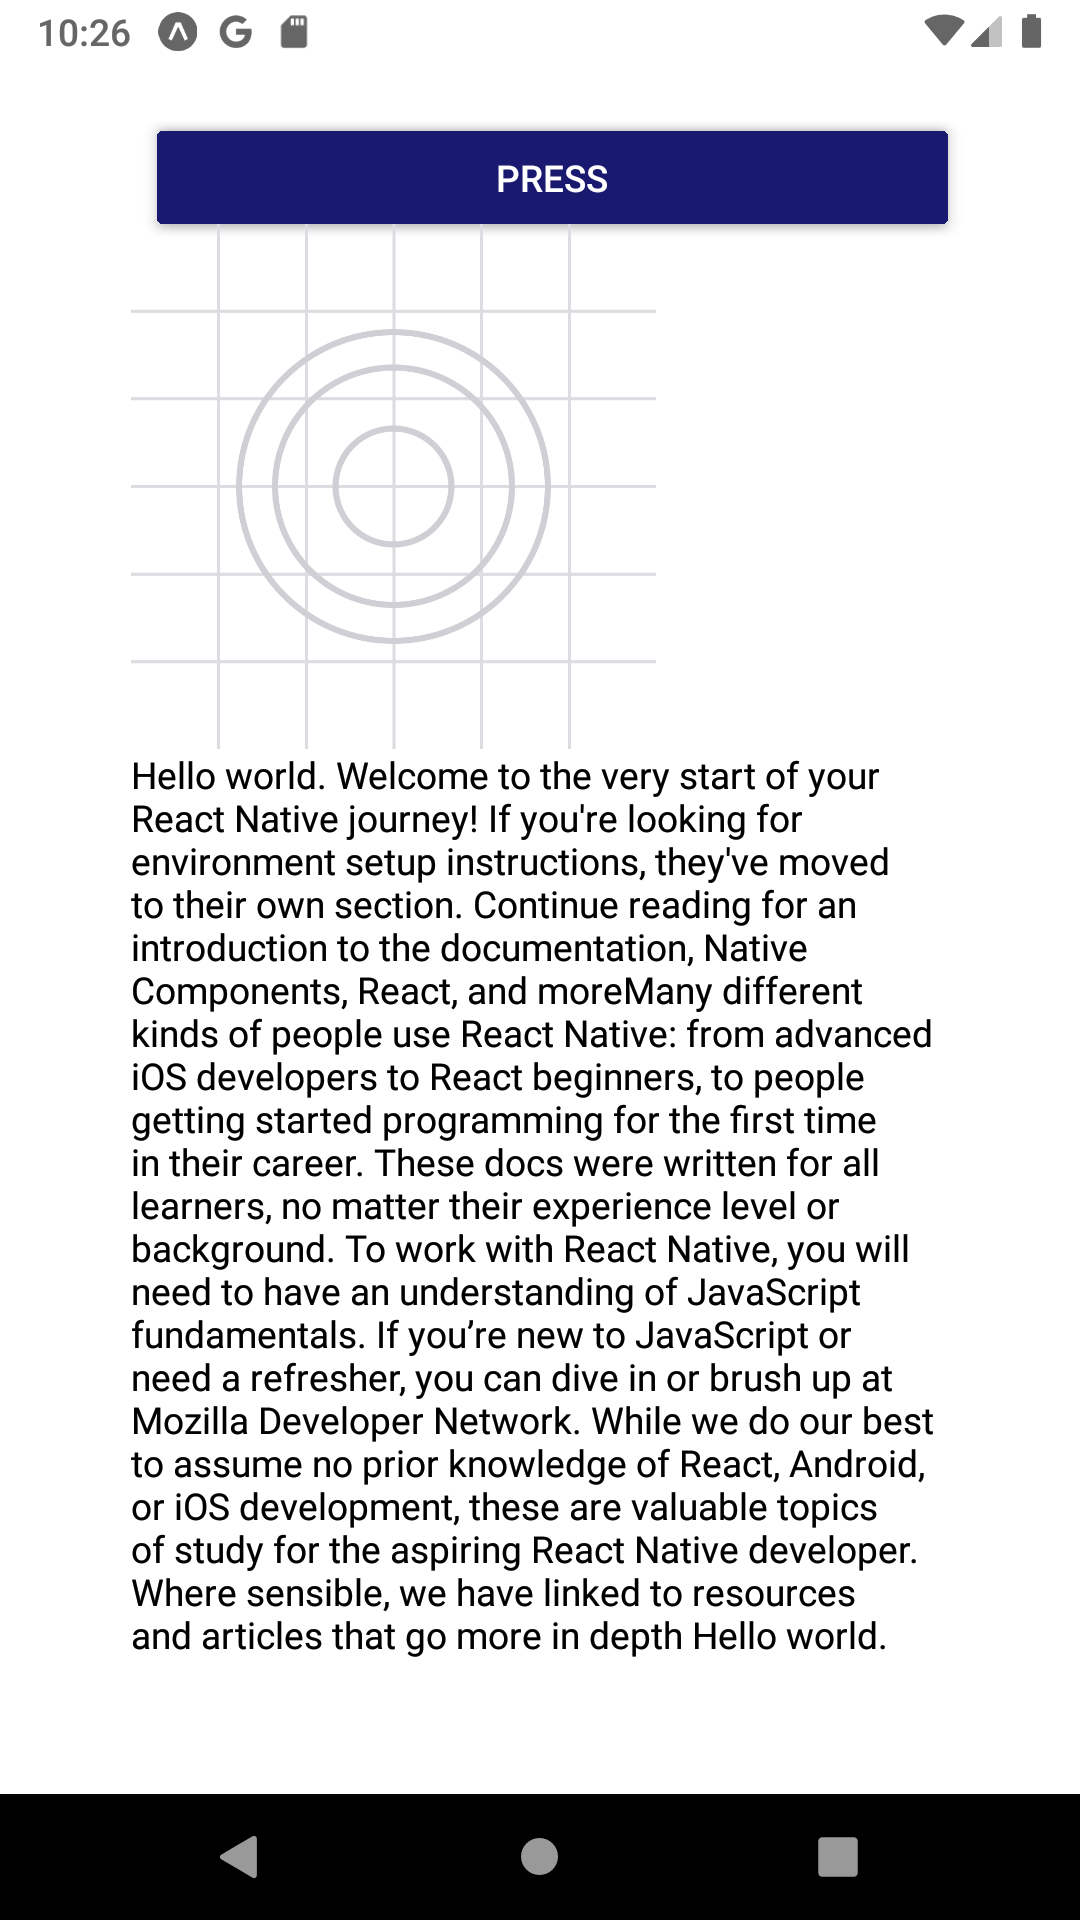 10:26
PRESS
Hello world. Welcome to the very start of your
React Native journey! If you're looking for
environment setup instructions, they've moved
to their own section. Continue reading for an
introduction to the documentation, Native
Components, React, and moreMany different
kinds of people use React Native: from advanced
iOS developers to React beginners, to people
getting started programming for the first time
in their career. These docs were written for all
learners, no matter their experience level or
background. To work with React Native, you will
need to have an understanding of JavaScript
fundamentals. If you’re new to JavaScript or
need a refresher, you can dive in or brush up at
Mozilla Developer Network. While we do our best
to assume no prior knowledge of React, Android,
or iOS development, these are valuable topics
of study for the aspiring React Native developer.
Where sensible, we have linked to resources
and articles that go more in depth Hello world.